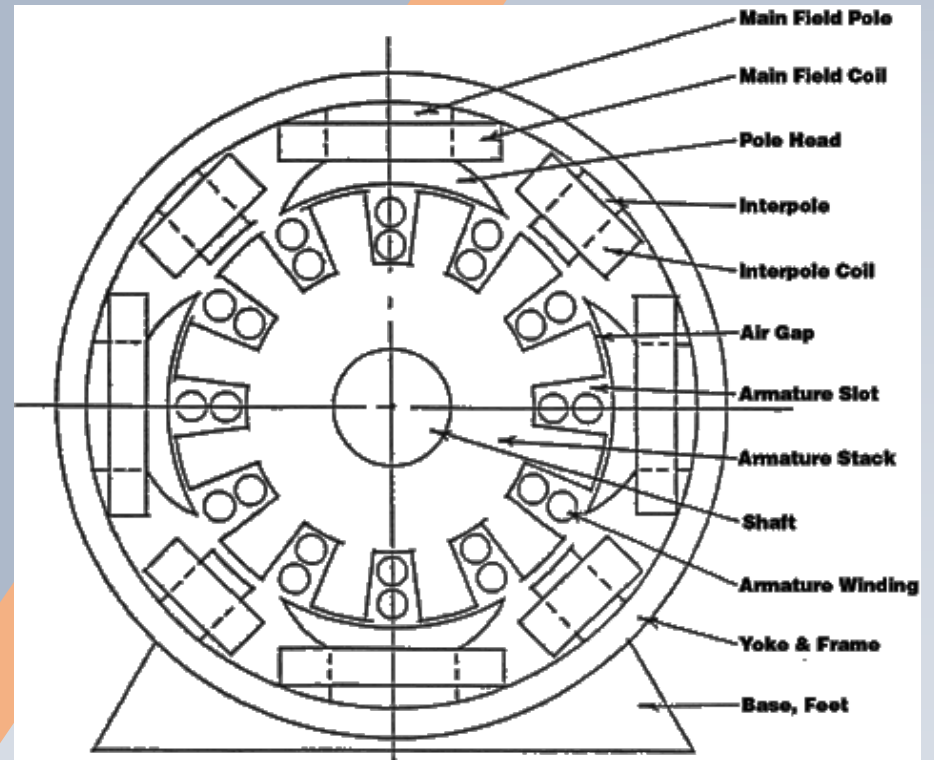 Main Field Pole
Main Field Coil
Pole Head
Interpole
Interpole Coil
Air Gap
Armature Slot
Armature Stack
Shaft
Armature Winding
Yoke & Frame
Base, Feet